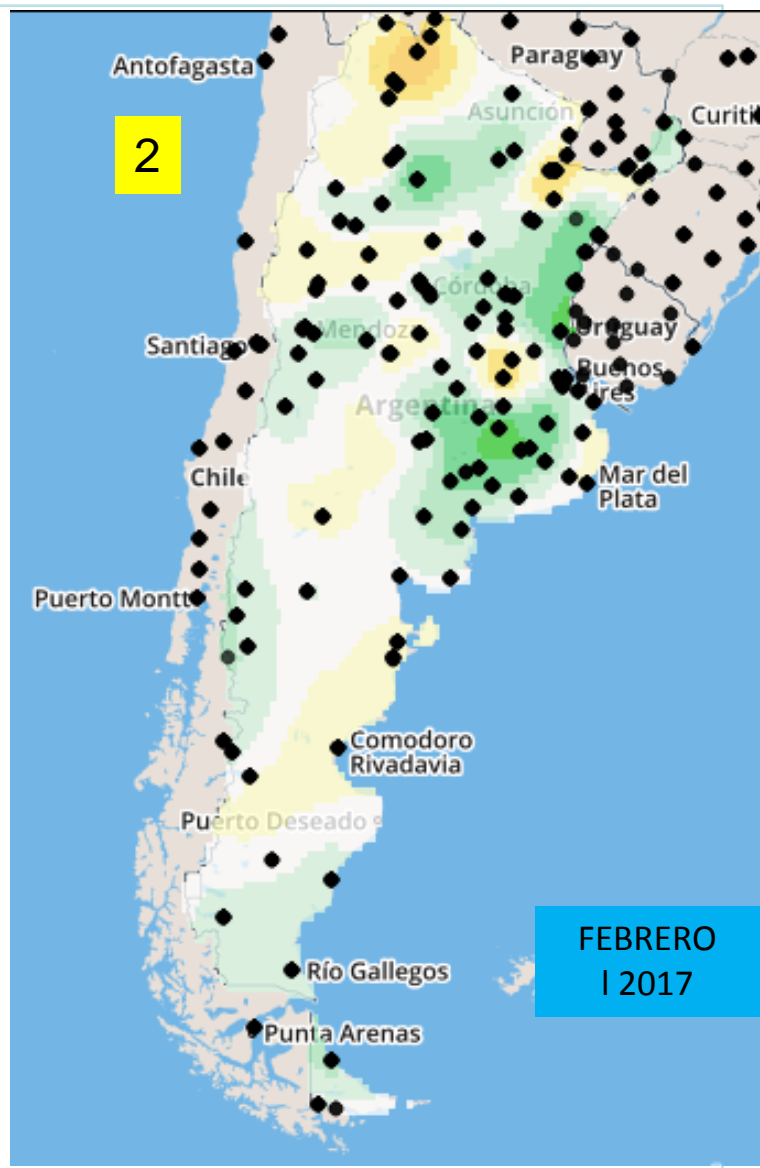 Antofagasta
Paraguay
Asunción
Curiti
2
Córdoba
Mendoza
Santiago
Uruguay
Buenos
ires
Argentina
Chile
Mar del
Plata
Puerto Montt
Comodoro
Rivadavia
Puerto Deseado
Río Gallegos
FEBRERO
I 2017
Punta Arenas